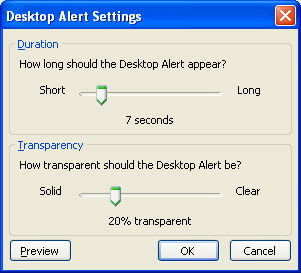 Desktop Alert Settings
Duration
How long should the Desktop Alert appear?
Short Long
7 seconds
Transparency
How transparent should the Desktop Alert be?
Solid Clear
20% transparent
Preview OK Cancel